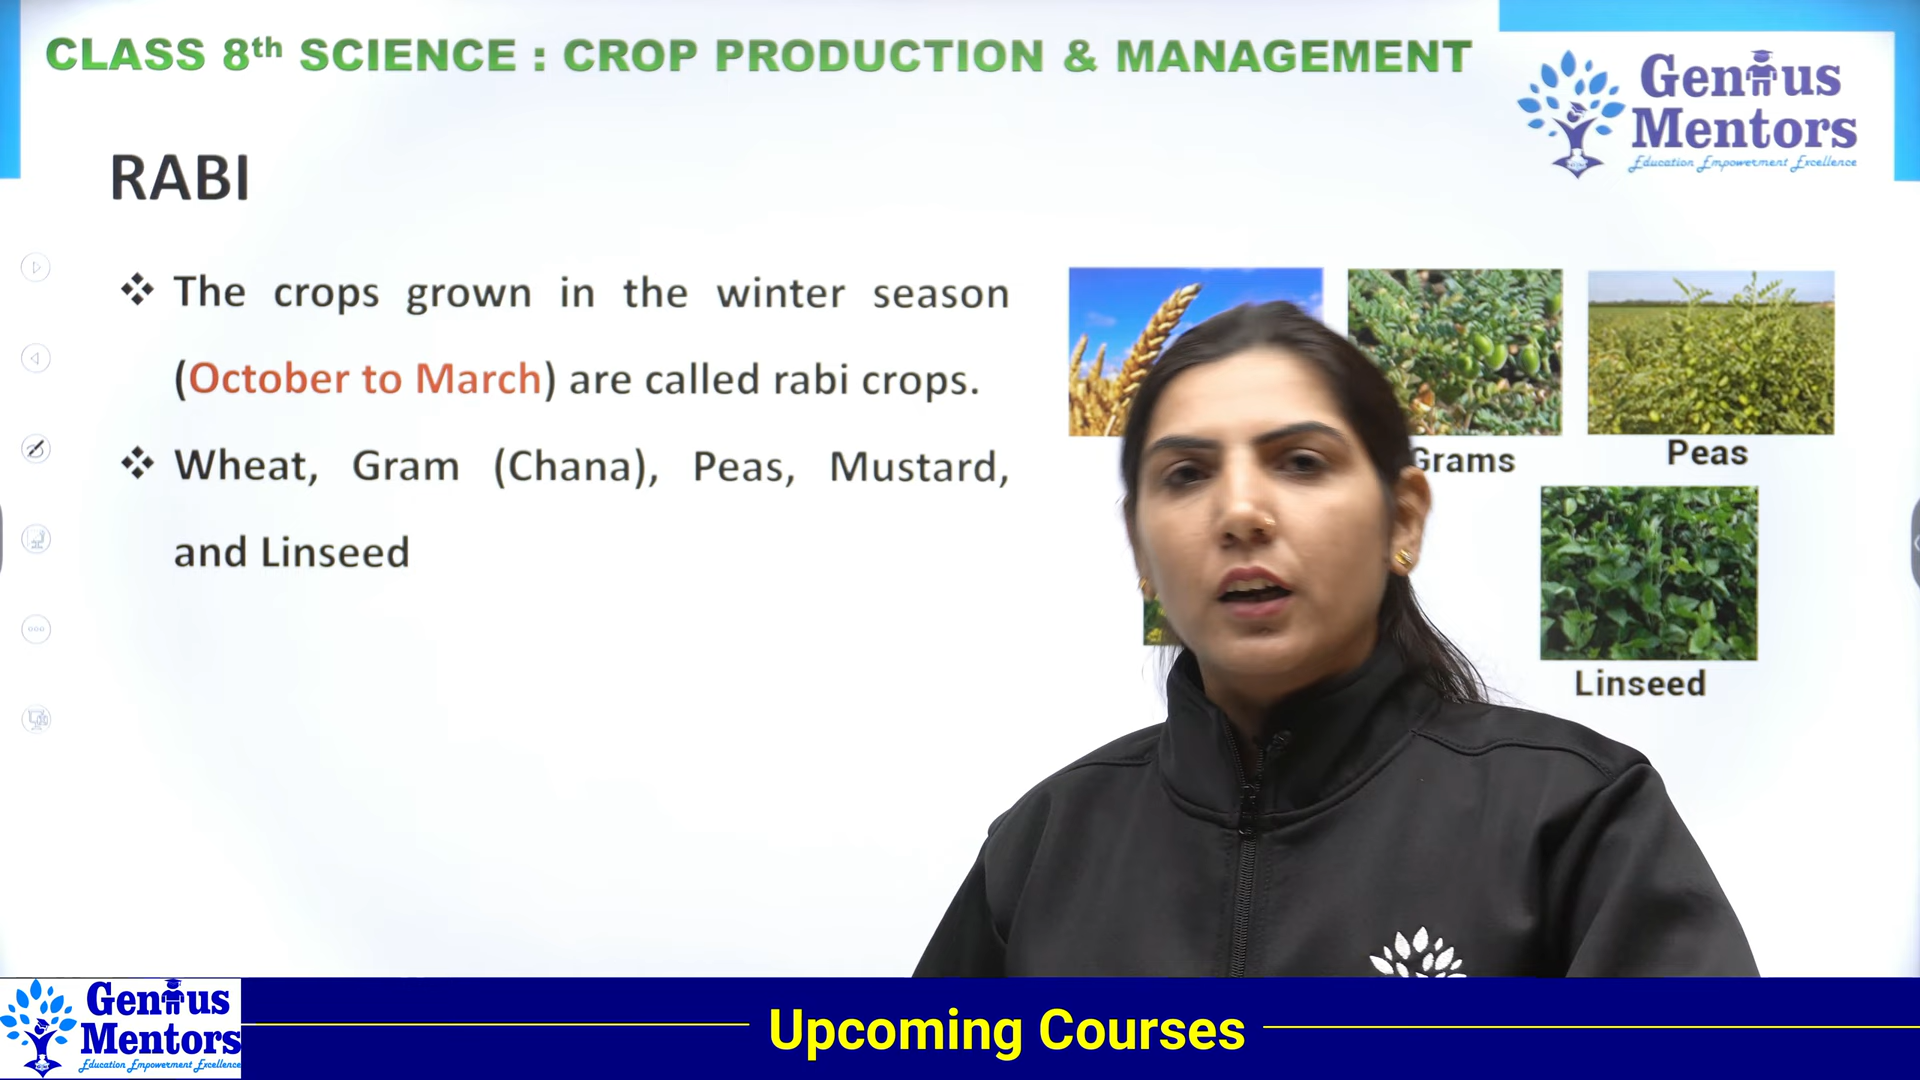 CLASS 8th SCIENCE : CROP PRODUCTION & MANAGEMENT
Genius
Mentors
Education Empowerment Excellence
RABI
❖ The crops grown in the winter season
(October to March) are called rabi crops.
❖ Wheat, Gram (Chana), Peas, Mustard,
and Linseed
Grams
Peas
Linseed
Genius
Mentors
Education Empowerment Excellence
Upcoming Courses